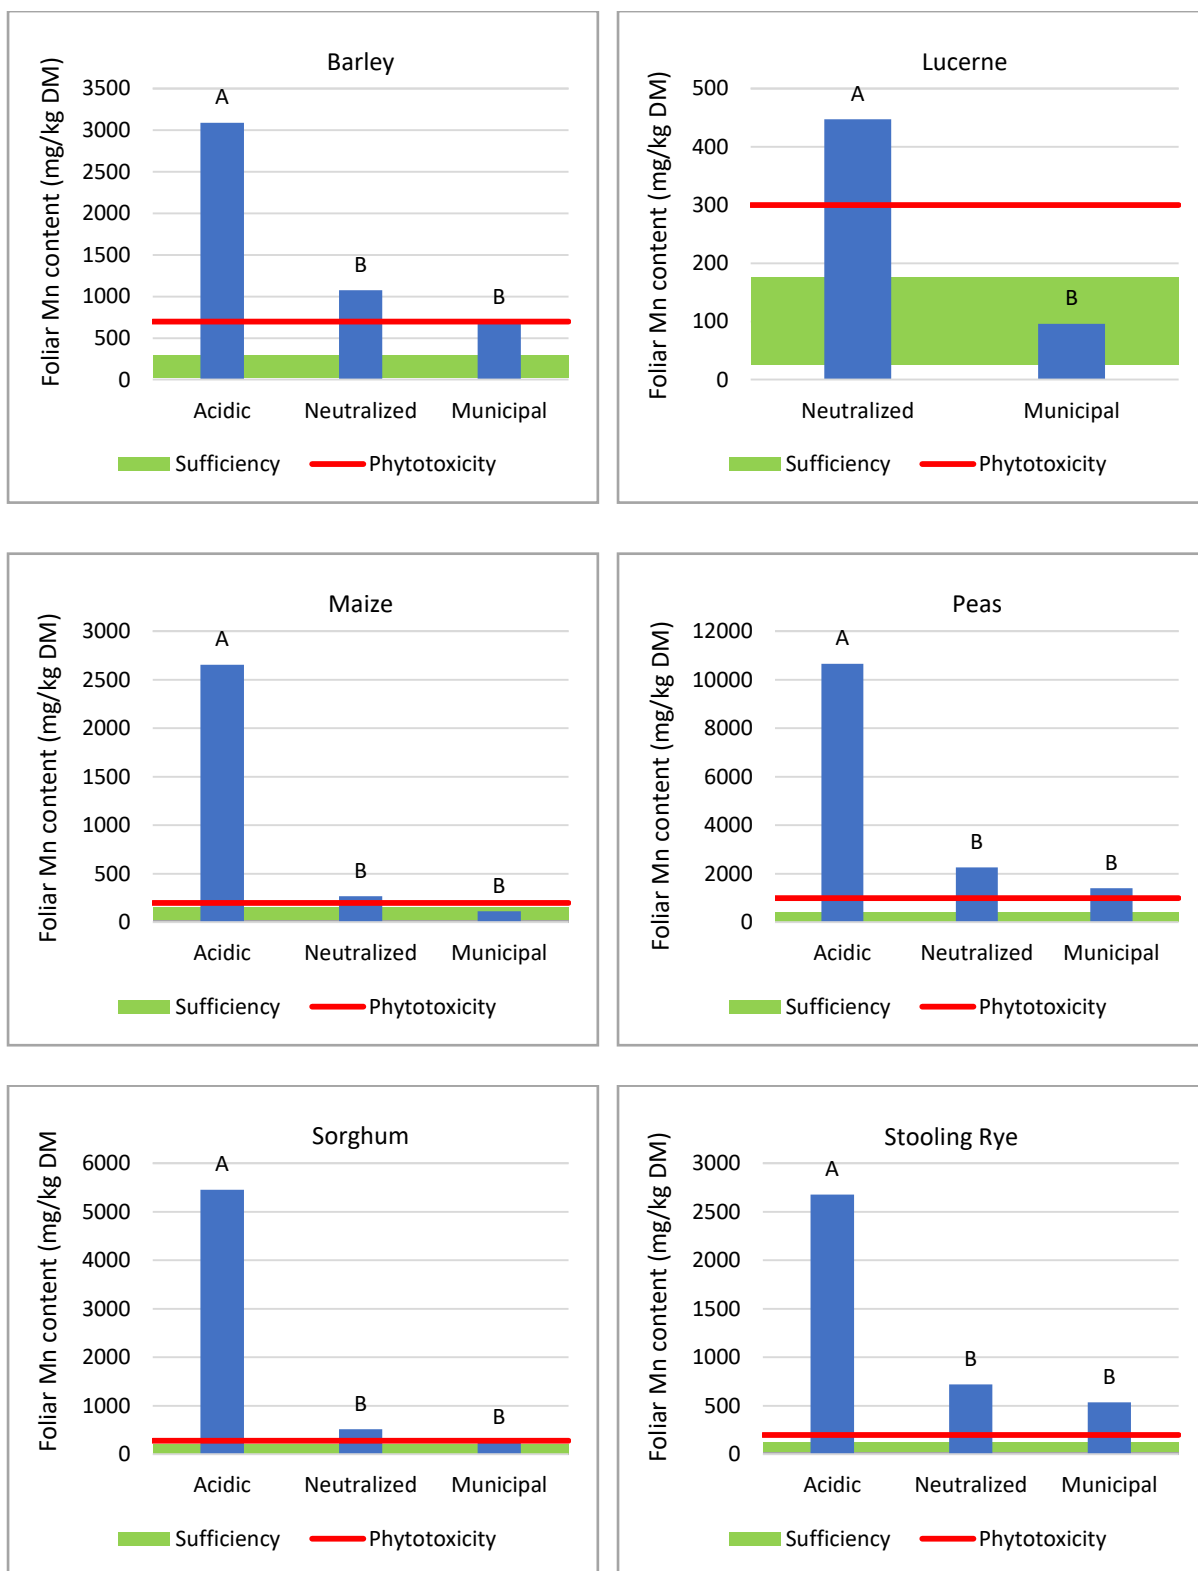 Barley
Foliar Mn content (mg/kg DM)
3500
3000
2500
2000
1500
1000
500
0
A
B
B
Acidic Neutralized Municipal
Sufficiency Phytotoxicity
Lucerne
Foliar Mn content (mg/kg DM)
500
400
300
200
100
0
A
B
Neutralized Municipal
Sufficiency Phytotoxicity
Maize
Foliar Mn content (mg/kg DM)
3000
2500
2000
1500
1000
500
0
A
B
B
Acidic Neutralized Municipal
Sufficiency Phytotoxicity
Peas
Foliar Mn content (mg/kg DM)
12000
10000
8000
6000
4000
2000
0
A
B
B
Acidic Neutralized Municipal
Sufficiency Phytotoxicity
Sorghum
Foliar Mn content (mg/kg DM
6000
5000
4000
3000
2000
1000
0
A
B
B
Acidic Neutralized Municipal
Sufficiency Phytotoxicity
Stooling Rye
Foliar Mn content (mg/kg DM)
3000
2500
2000
1500
1000
500
0
A
B
B
Acidic Neutralized Municipal
Sufficiency Phytotoxicity